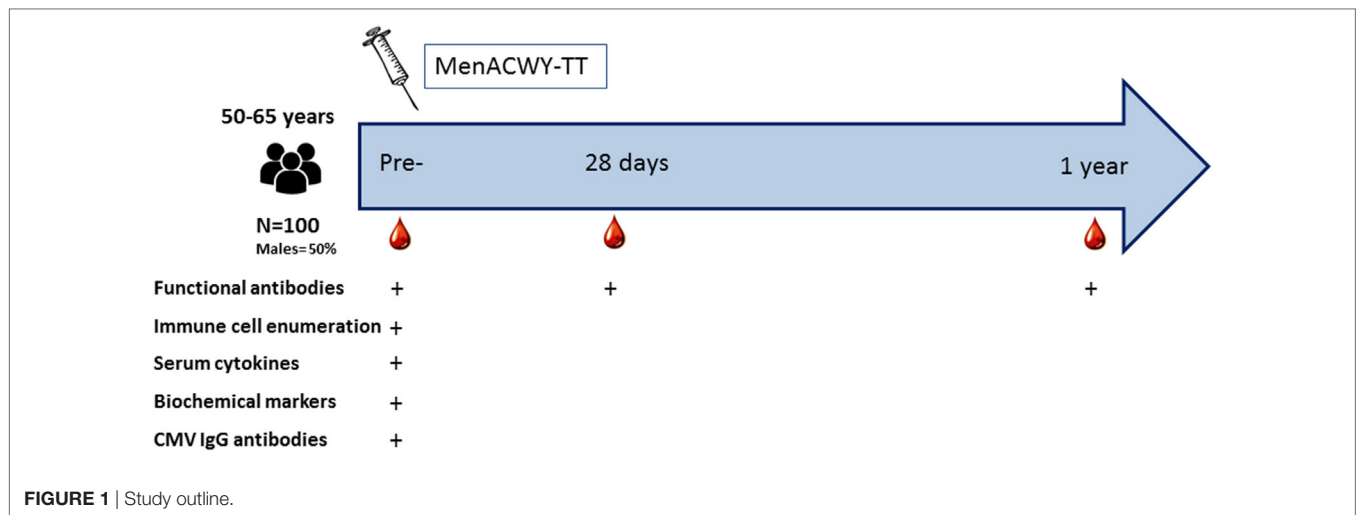 MenACWY-TT
50-65 years
Pre- 28 days 1 year
N=100
Males=50%
Functional antibodies + + +
Immune cell enumeration +
Serum cytokines +
Biochemical markers +
CMV IgG antibodies +
FIGURE 1 | Study outline.